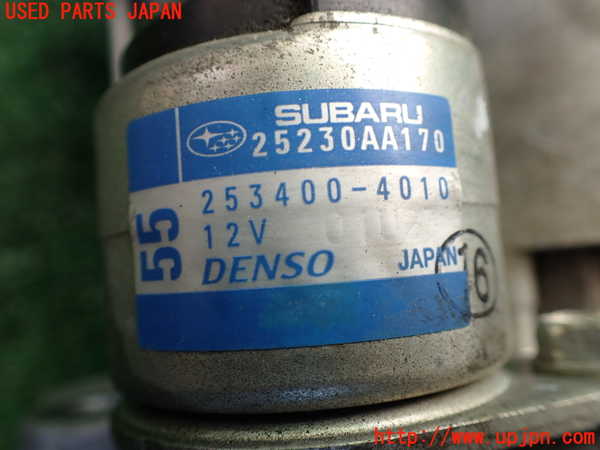 USED PARTS JAPAN
SUBARU
25230AA170
55
253400-4010
12V
DENSO JAPAN
16
http://www.upjpn.com/